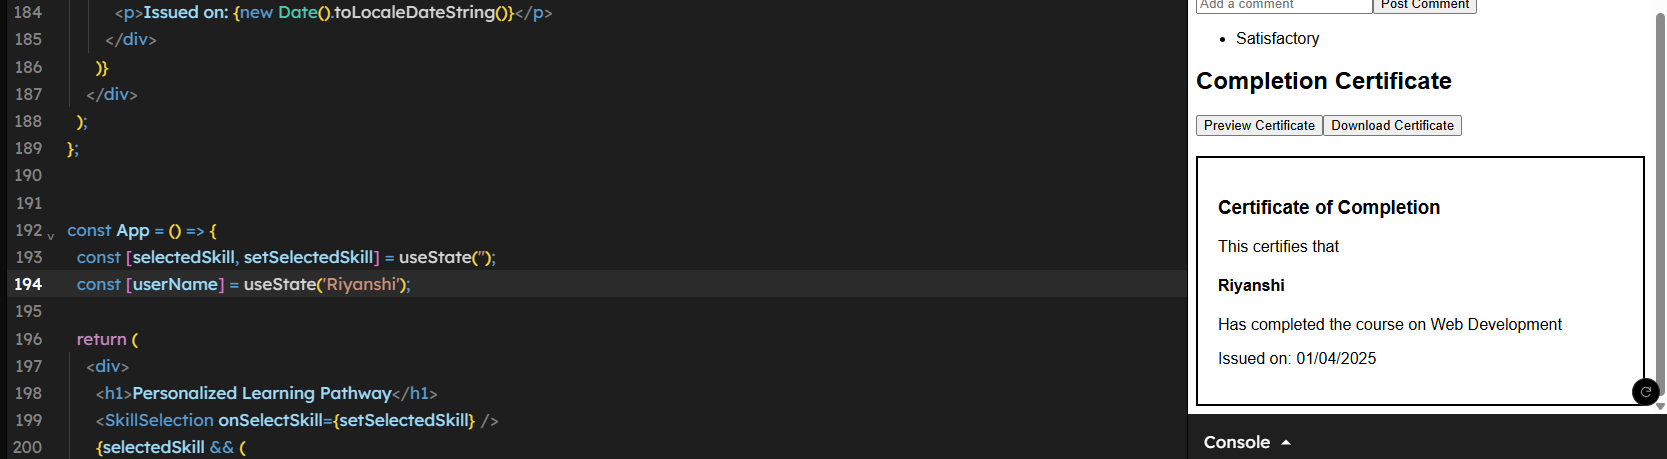 184 <p>Issued on: {new Date().toLocaleDateString()}</p>
185 </div>
186 )}
187 </div>
188 );
189 };
190
191
192 const App = () => {
193 const [selectedSkill, setSelectedSkill] = useState('');
194 const [userName] = useState('Riyanshi');
195
196 return (
197 <div>
198 <h1>Personalized Learning Pathway</h1>
199 <SkillSelection onSelectSkill={setSelectedSkill} />
200 {selectedSkill && (
Add a comment Post Comment
• Satisfactory
Completion Certificate
Preview Certificate Download Certificate
Certificate of Completion
This certifies that
Riyanshi
Has completed the course on Web Development
Issued on: 01/04/2025
Console